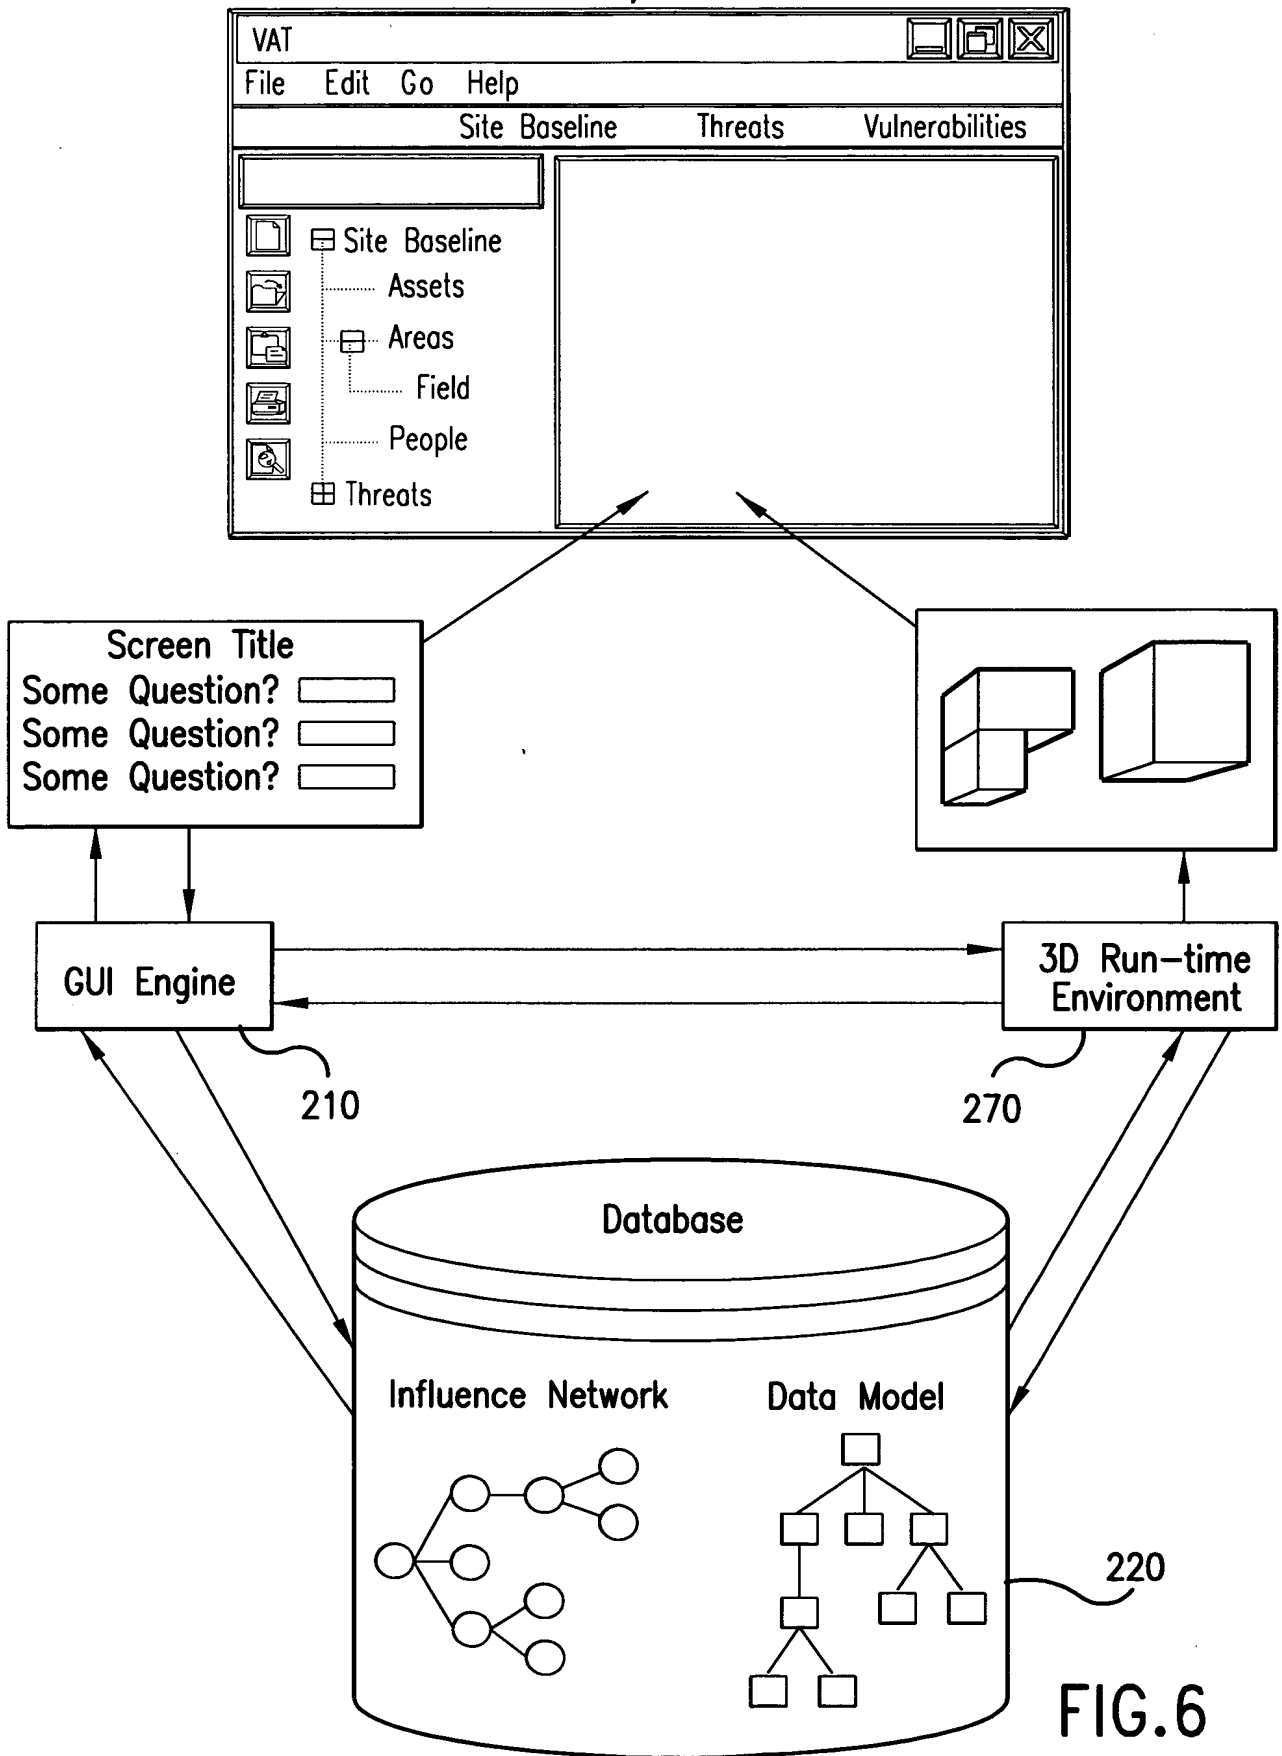 VAT
File Edit Go Help
Site Baseline Threats Vulnerabilities
Site Baseline
Assets
Areas
Field
People
Threats
Screen Title
Some Question?
Some Question?
Some Question?
GUI Engine
3D Run-time
Environment
210
270
Database
Influence Network
Data Model
220
FIG.6